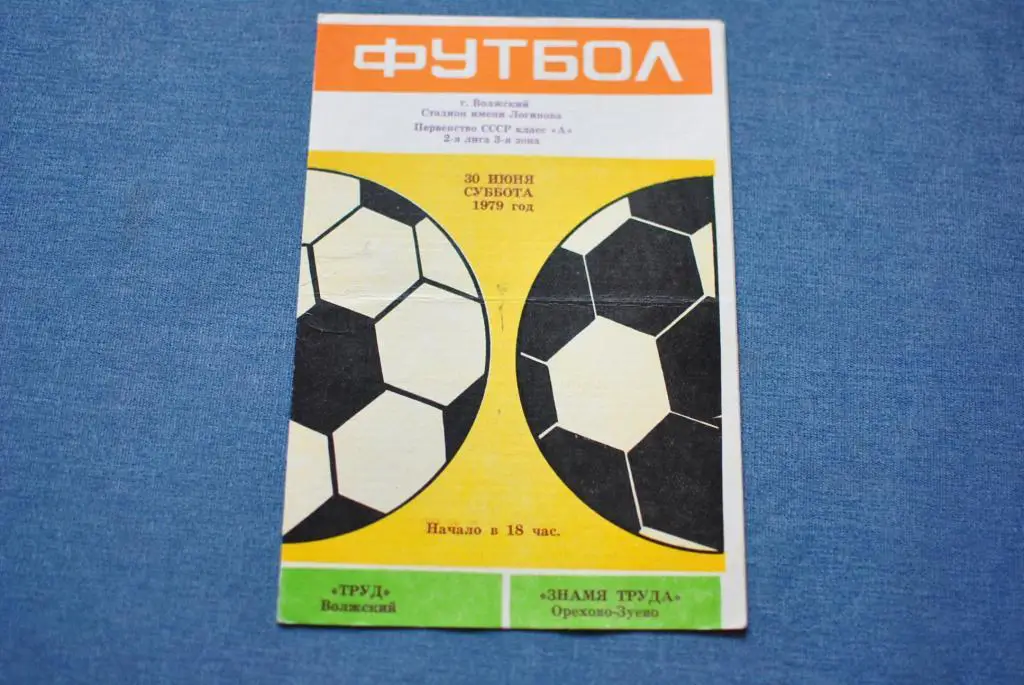 ФУТБОЛ
г. Волжский
Стадион имени Логинова
Первенство СССР класс «А»
2-я лига 3-я зона
30 ИЮНЯ
СУББОТА
1979 год
Начало в 18 час.
«ТРУД»
Волжский
«ЗНАМЯ ТРУДА»
Орехово-Зуево